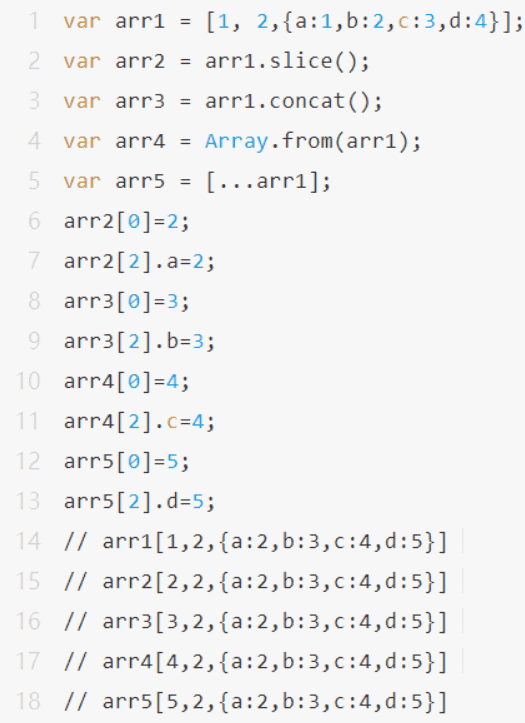 1 var arr1 = [1, 2,{a:1,b:2,c:3,d:4}];
2 var arr2 = arr1.slice();
3 var arr3 = arr1.concat();
4 var arr4 = Array.from(arr1);
5 var arr5 = [...arr1];
6 arr2[0]=2;
7 arr2[2].a=2;
8 arr3[0]=3;
9 arr3[2].b=3;
10 arr4[0]=4;
11 arr4[2].c=4;
12 arr5[0]=5;
13 arr5[2].d=5;
14 // arr1[1,2,{a:2,b:3,c:4,d:5}]
15 // arr2[2,2,{a:2,b:3,c:4,d:5}]
16 // arr3[3,2,{a:2,b:3,c:4,d:5}]
17 // arr4[4,2,{a:2,b:3,c:4,d:5}]
18 // arr5[5,2,{a:2,b:3,c:4,d:5}]